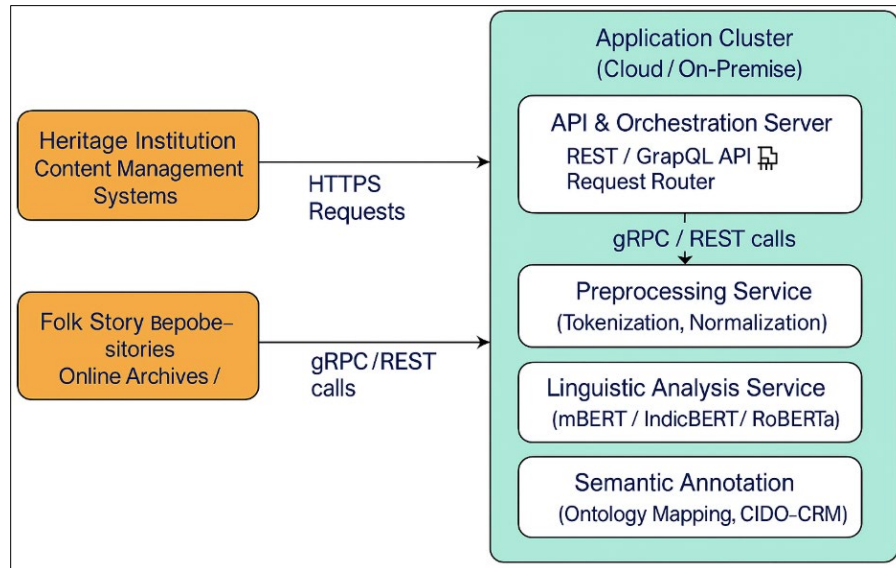 Heritage Institution
Content Management
Systems
HTTPS
Requests
Folk Story Bepobe–
sitories
Online Archives /
gRPC/REST
calls
Application Cluster
(Cloud / On-Premise)
API & Orchestration Server
REST / GrapQL API
Request Router
gRPC / REST calls
Preprocessing Service
(Tokenization, Normalization)
Linguistic Analysis Service
(mBERT / IndicBERT / RoBERTa)
Semantic Annotation
(Ontology Mapping, CIDO–CRM)